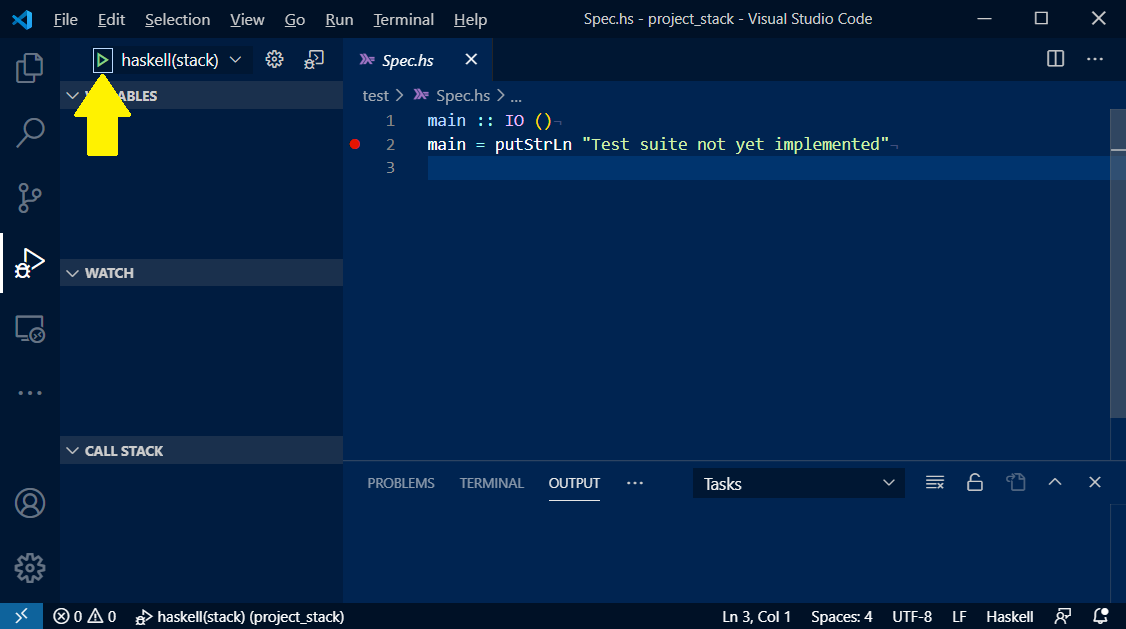 File Edit Selection View Go Run Terminal Help Spec.hs - project_stack - Visual Studio Code
haskell(stack)
Spec.hs
ABLES
test > Spec.hs > ...
1 main :: IO ()
2 main = putStrLn "Test suite not yet implemented"
3
WATCH
CALL STACK
PROBLEMS TERMINAL OUTPUT ... Tasks
0 0 haskell(stack) (project_stack) Ln 3, Col 1 Spaces: 4 UTF-8 LF Haskell